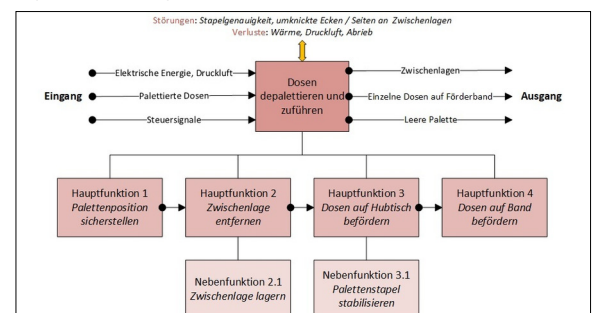 Störungen: Stapelgenauigkeit, umknickte Ecken / Seiten an Zwischenlagen
Verluste: Wärme, Druckluft, Abrieb
Eingang
Elektrische Energie, Druckluft
Palettierte Dosen
Steuersignale
Dosen
depalettieren und
zuführen
Zwischenlagen
Einzelne Dosen auf Förderband
Leere Palette
Ausgang
Hauptfunktion 1
Palettenposition
sicherstellen
Hauptfunktion 2
Zwischenlage
entfernen
Hauptfunktion 3
Dosen auf Hubtisch
befördern
Hauptfunktion 4
Dosen auf Band
befördern
Nebenfunktion 2.1
Zwischenlage lagern
Nebenfunktion 3.1
Palettenstapel
stabilisieren